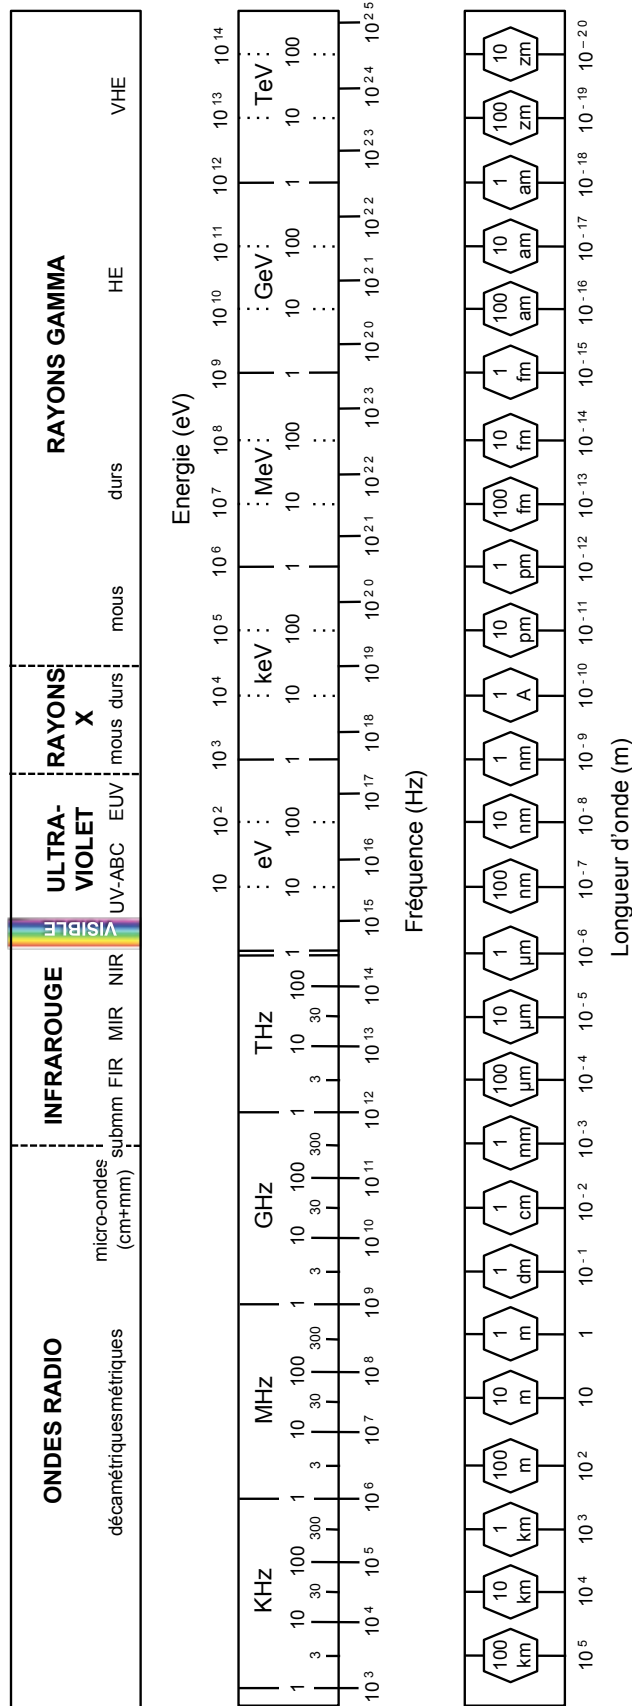 ONDES RADIO
INFRAROUGE
VISIBLE
ULTRA-
VIOLET
RAYONS
X
RAYONS GAMMA
décamétriques métriques
micro-ondes
(cm+mm)
submm FIR MIR NIR
UV-ABC EUV
mous durs
mous durs HE VHE
Energie (eV)
10 10² 10³ 10⁴ 10⁵ 10⁶ 10⁷ 10⁸ 10⁹ 10¹⁰ 10¹¹ 10¹² 10¹³ 10¹⁴
KHz MHz GHz THz eV keV MeV GeV TeV
1 10 100 1 10 100 1 10 100 1 10 100 1 10 100 1 10 100 1 10 100 1 10 100 1 10 100
3 30 300 3 30 300 3 30 300 3 30
10³ 10⁴ 10⁵ 10⁶ 10⁷ 10⁸ 10⁹ 10¹⁰ 10¹¹ 10¹² 10¹³ 10¹⁴ 10¹⁵ 10¹⁶ 10¹⁷ 10¹⁸ 10¹⁹ 10²⁰ 10²¹ 10²² 10²³ 10²⁰ 10²¹ 10²² 10²³ 10²⁴ 10²⁵
Fréquence (Hz)
100 10 1 100 10 1 1 1 1 100 10 1 100 10 1 1 10 1 100 10 1 100 10 1 100 10
km km km m m m dm cm mm µm µm µm nm nm nm A pm pm fm fm fm am am am zm zm
10⁵ 10⁴ 10³ 10² 10 1 10⁻¹ 10⁻² 10⁻³ 10⁻⁴ 10⁻⁵ 10⁻⁶ 10⁻⁷ 10⁻⁸ 10⁻⁹ 10⁻¹⁰ 10⁻¹¹ 10⁻¹² 10⁻¹³ 10⁻¹⁴ 10⁻¹⁵ 10⁻¹⁶ 10⁻¹⁷ 10⁻¹⁸ 10⁻¹⁹ 10⁻²⁰
Longueur d'onde (m)